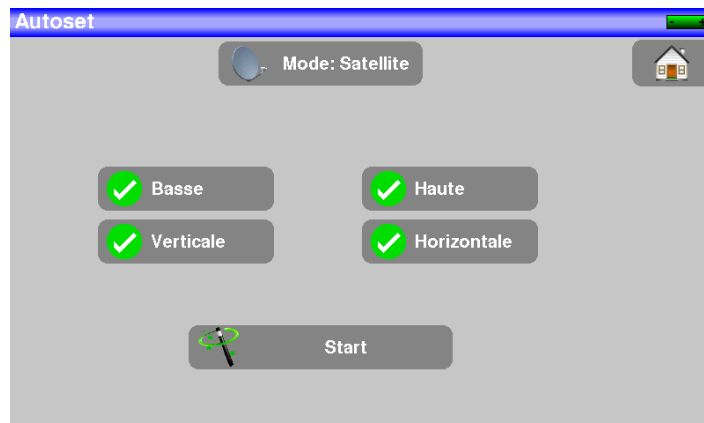 Autoset
Mode: Satellite
Basse
Haute
Verticale
Horizontale
Start